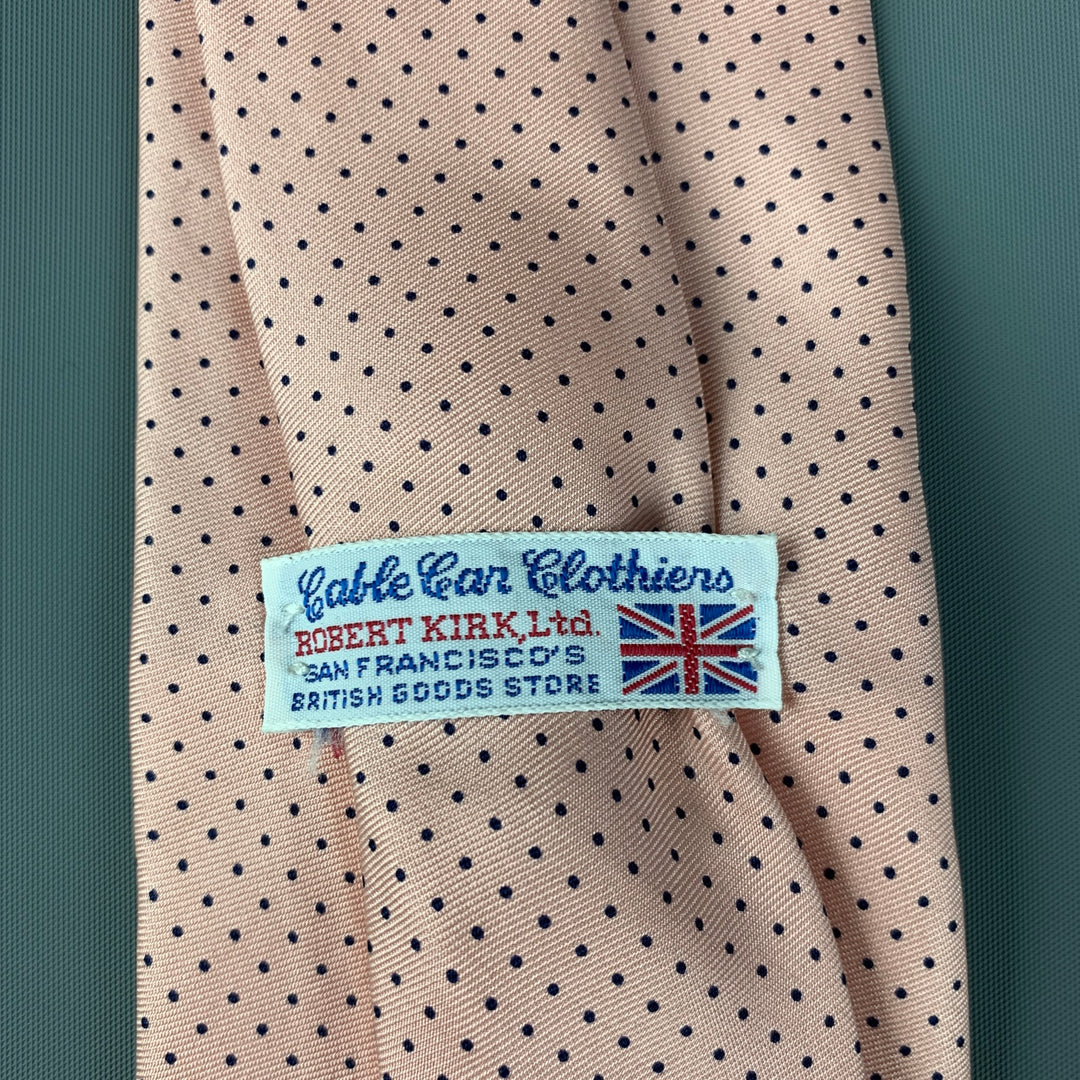 Cable Car Clothiers
ROBERT KIRK, Ltd.
SAN FRANCISCO'S
BRITISH GOODS STORE